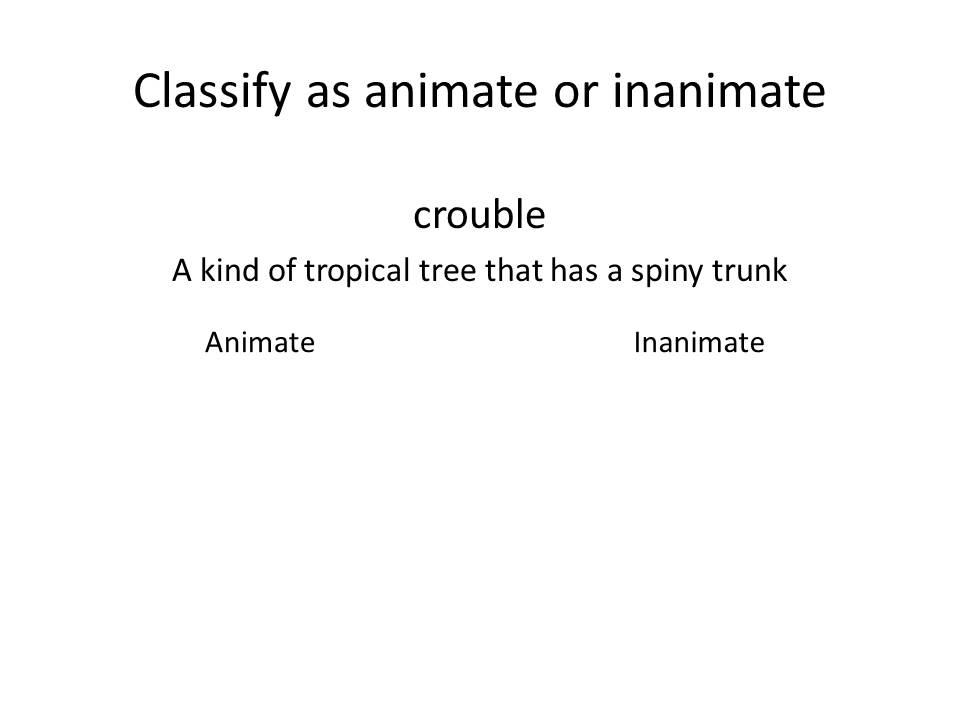 Classify as animate or inanimate
crouble
A kind of tropical tree that has a spiny trunk
Animate Inanimate